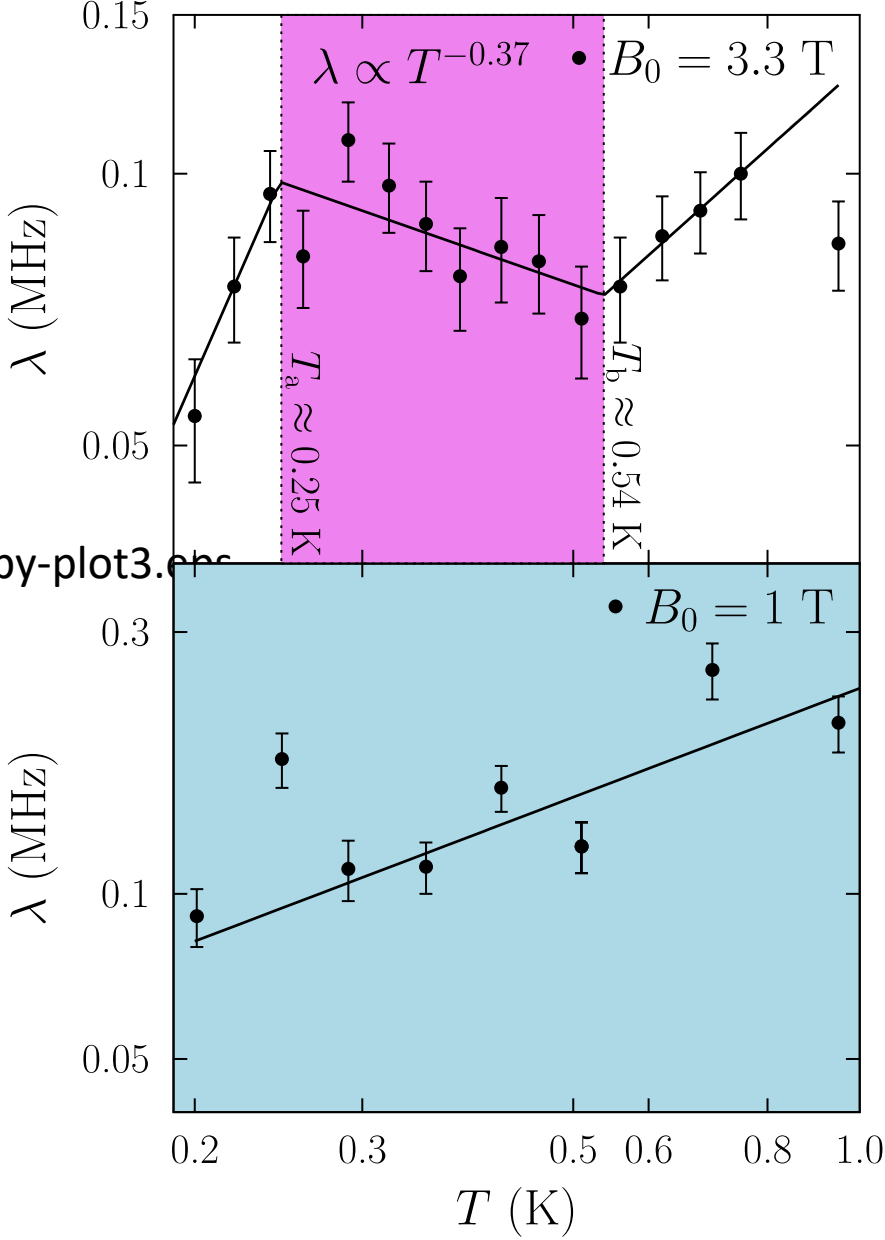 0.15
λ ∝ T⁻⁰·³⁷
B₀ = 3.3 T
0.1
λ (MHz)
0.05
Tₐ ≈ 0.25 K
T_b ≈ 0.54 K
by-plot3.eps
B₀ = 1 T
0.3
λ (MHz)
0.1
0.05
0.2 0.3 0.5 0.6 0.8 1.0
T (K)